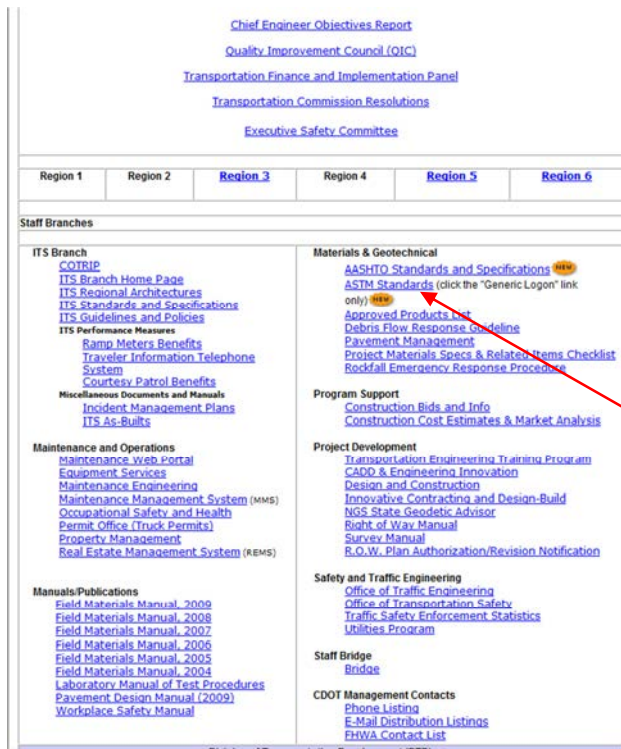 Chief Engineer Objectives Report
Quality Improvement Council (QIC)
Transportation Finance and Implementation Panel
Transportation Commission Resolutions
Executive Safety Committee
Region 1 Region 2 Region 3 Region 4 Region 5 Region 6
Staff Branches
ITS Branch
COTRIP
ITS Branch Home Page
ITS Regional Architectures
ITS Standards and Specifications
ITS Guidelines and Policies
ITS Performance Measures
Ramp Meters Benefits
Traveler Information Telephone
System
Courtesy Patrol Benefits
Miscellaneous Documents and Manuals
Incident Management Plans
ITS As-Builts
Maintenance and Operations
Maintenance Web Portal
Equipment Services
Maintenance Engineering
Maintenance Management System (MMS)
Occupational Safety and Health
Permit Office (Truck Permits)
Property Management
Real Estate Management System (REMS)
Manuals/Publications
Field Materials Manual, 2009
Field Materials Manual, 2008
Field Materials Manual, 2007
Field Materials Manual, 2006
Field Materials Manual, 2005
Field Materials Manual, 2004
Laboratory Manual of Test Procedures
Pavement Design Manual (2009)
Workplace Safety Manual
Materials & Geotechnical
AASHTO Standards and Specifications NEW
ASTM Standards (click the "Generic Logon" link
only) NEW
Approved Products List
Debris Flow Response Guideline
Pavement Management
Project Materials Specs & Related Items Checklist
Rockfall Emergency Response Procedure
Program Support
Construction Bids and Info
Construction Cost Estimates & Market Analysis
Project Development
Transportation Engineering Training Program
CADD & Engineering Innovation
Design and Construction
Innovative Contracting and Design-Build
NGS State Geodetic Advisor
Right of Way Manual
Survey Manual
R.O.W. Plan Authorization/Revision Notification
Safety and Traffic Engineering
Office of Traffic Engineering
Office of Transportation Safety
Traffic Safety Enforcement Statistics
Utilities Program
Staff Bridge
Bridge
CDOT Management Contacts
Phone Listing
E-Mail Distribution Listings
FHWA Contact List